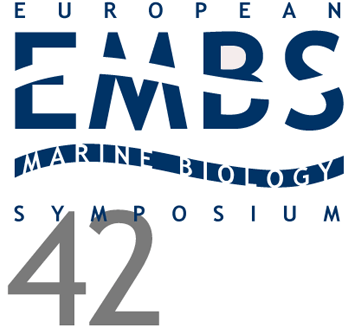 EUROPEAN
EMBS
MARINE BIOLOGY
SYMPOSIUM
42